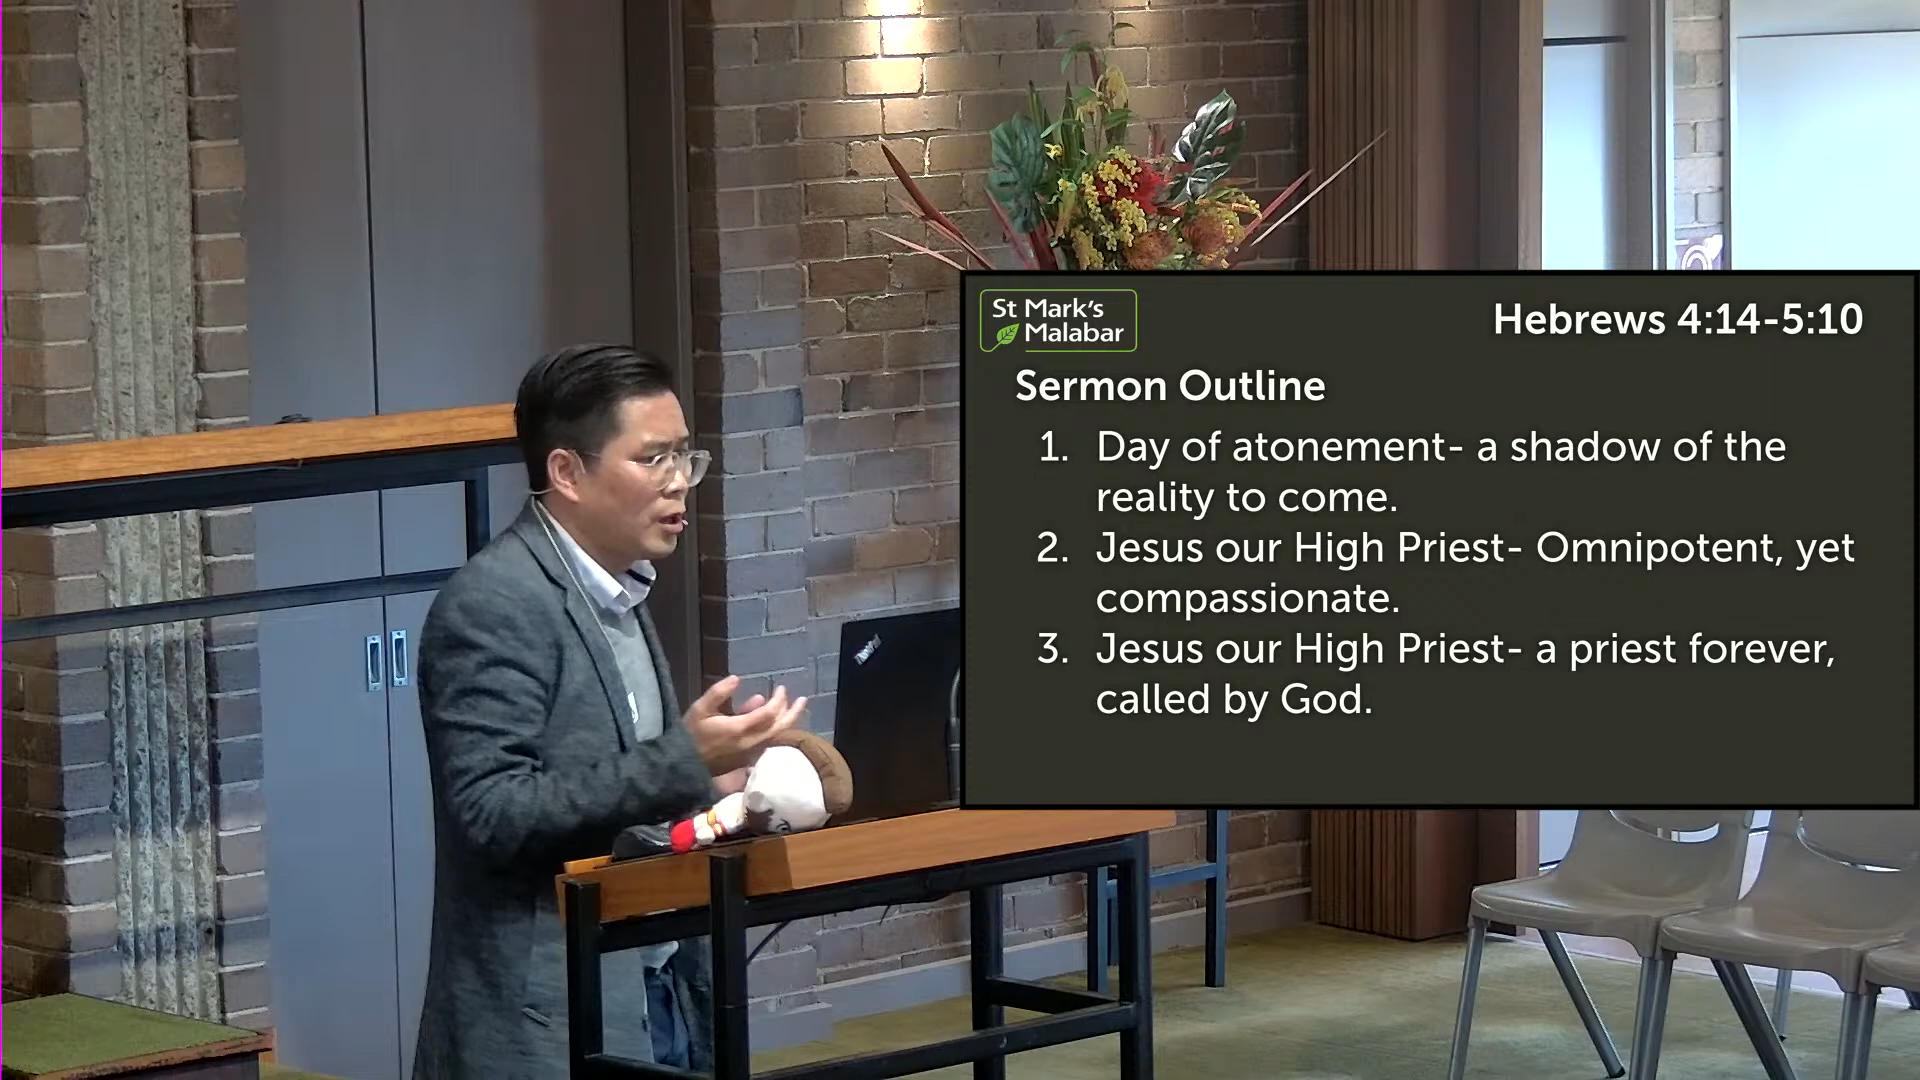 St Mark's
Malabar
Hebrews 4:14-5:10
Sermon Outline
1. Day of atonement- a shadow of the
reality to come.
2. Jesus our High Priest- Omnipotent, yet
compassionate.
3. Jesus our High Priest- a priest forever,
called by God.
ThinkPad